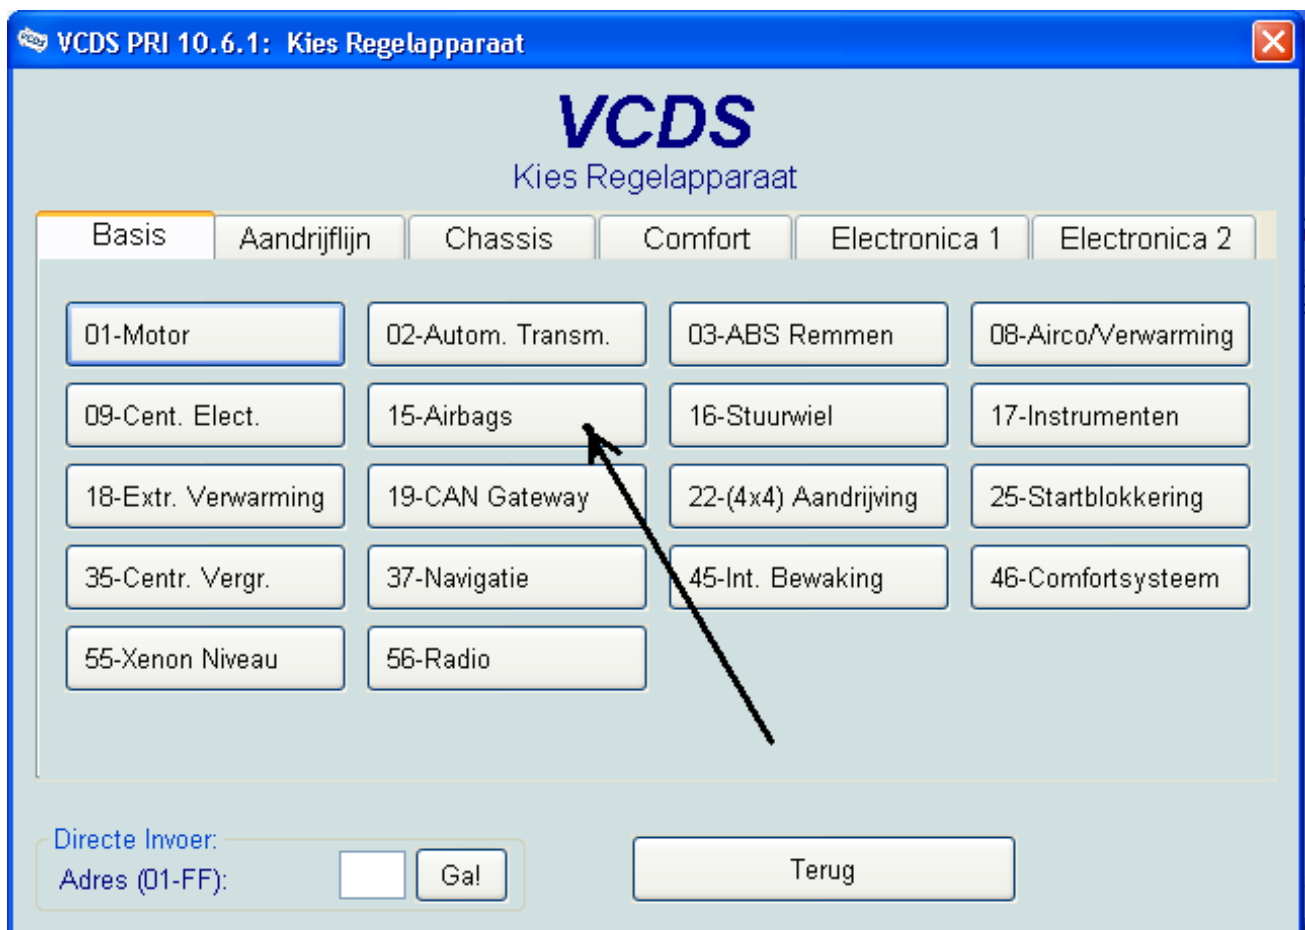 VCDS PRI 10.6.1: Kies Regelapparaat
VCDS
Kies Regelapparaat
Basis Aandrijflijn Chassis Comfort Electronica 1 Electronica 2
01-Motor 02-Autom. Transm. 03-ABS Remmen 08-Airco/Verwarming
09-Cent. Elect. 15-Airbags 16-Stuurwiel 17-Instrumenten
18-Extr. Verwarming 19-CAN Gateway 22-(4x4) Aandrijving 25-Startblokkering
35-Centr. Vergr. 37-Navigatie 45-Int. Bewaking 46-Comfortsysteem
55-Xenon Niveau 56-Radio
Directe Invoer:
Adres (01-FF): Ga! Terug